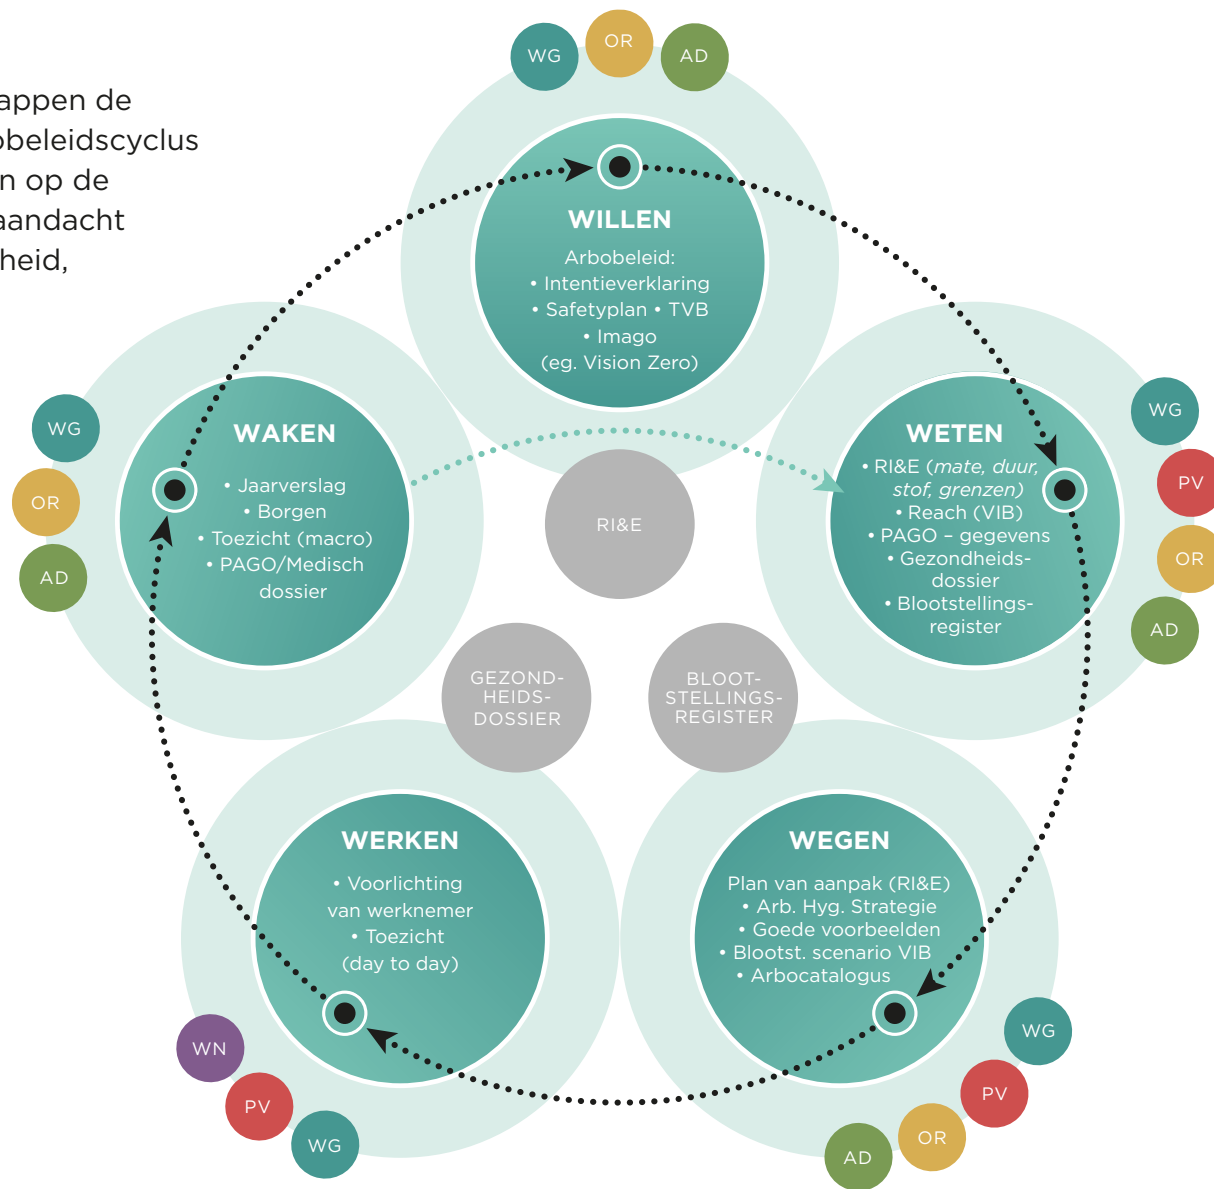 appen de
obeleidscyclus
n op de
aandacht
heid,
WG
OR
AD
WILLEN
Arbobeleid:
• Intentieverklaring
• Safetyplan • TVB
• Imago
(eg. Vision Zero)
WG
OR
AD
WAKEN
• Jaarverslag
• Borgen
• Toezicht (macro)
• PAGO/Medisch
dossier
WETEN
• RI&E (mate, duur,
stof, grenzen)
• Reach (VIB)
• PAGO – gegevens
• Gezondheids-
dossier
• Blootstellings-
register
WG
PV
OR
AD
RI&E
GEZOND-
HEIDS-
DOSSIER
BLOOT-
STELLINGS-
REGISTER
WERKEN
• Voorlichting
van werknemer
• Toezicht
(day to day)
WN
PV
WG
WEGEN
Plan van aanpak (RI&E)
• Arb. Hyg. Strategie
• Goede voorbeelden
• Blootst. scenario VIB
• Arbocatalogus
WG
PV
OR
AD